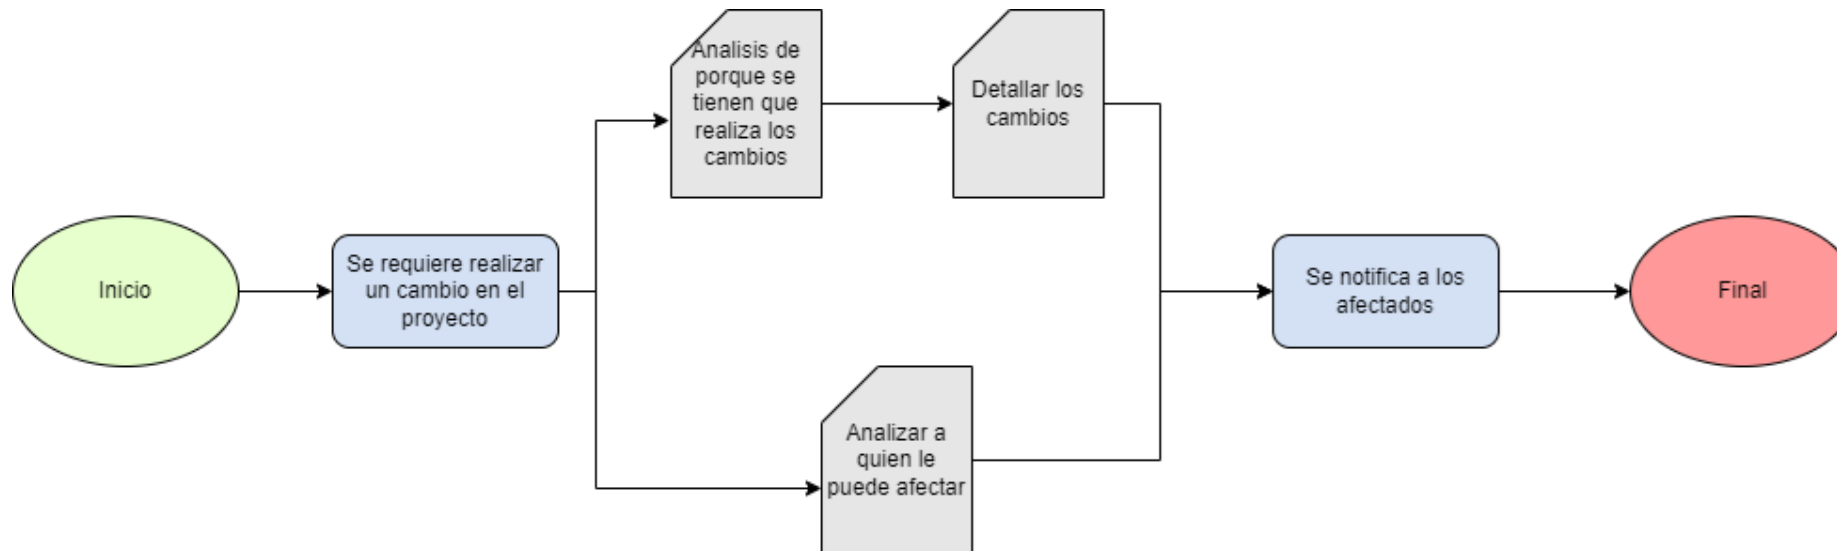 Inicio
Se requiere realizar
un cambio en el
proyecto
Analisis de
porque se
tienen que
realiza los
cambios
Detallar los
cambios
Analizar a
quien le
puede afectar
Se notifica a los
afectados
Final